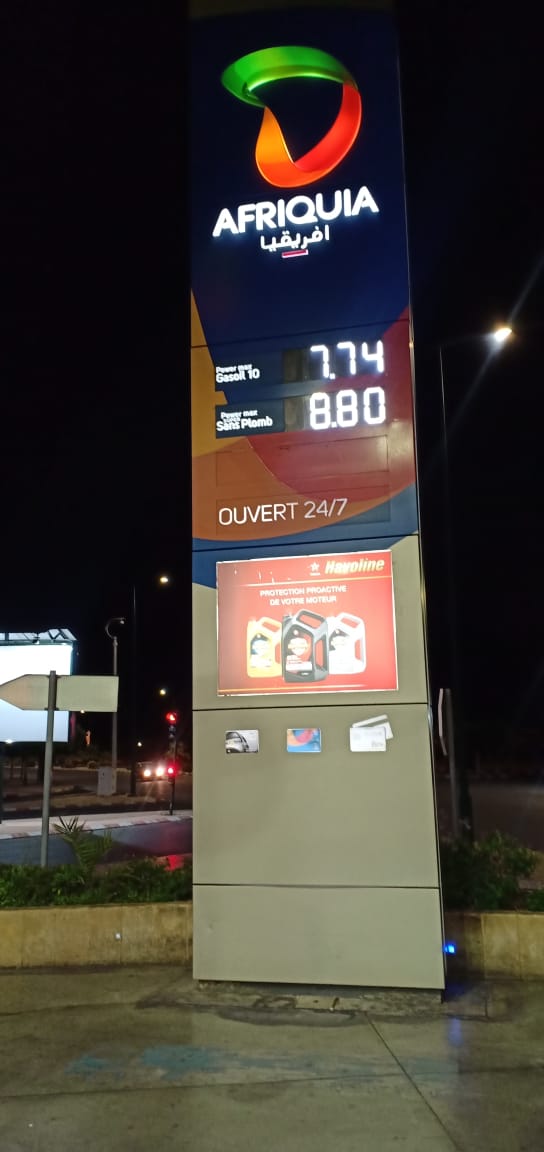 AFRIQUIA
افريقيا
Power max
Gasoil 10
7.74
Power max
Sans Plomb
8.80
OUVERT 24/7
Havoline
PROTECTION PROACTIVE
DE VOTRE MOTEUR